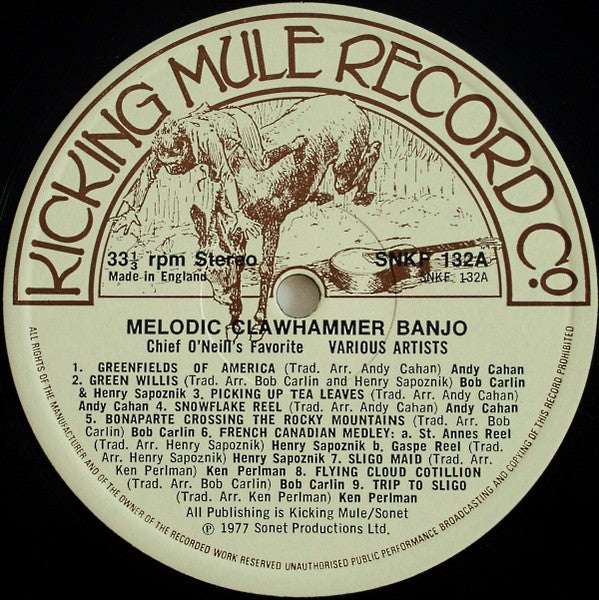 KICKING MULE RECORD CO.
33⅓ rpm Stereo
Made in England
SNKF 132A
SNKF 132A
MELODIC CLAWHAMMER BANJO
Chief O'Neill's Favorite VARIOUS ARTISTS
1. GREENFIELDS OF AMERICA (Trad. Arr. Andy Cahan) Andy Cahan
2. GREEN WILLIS (Trad. Arr. Bob Carlin and Henry Sapoznik) Bob Carlin
& Henry Sapoznik 3. PICKING UP TEA LEAVES (Trad. Arr. Andy Cahan)
Andy Cahan 4. SNOWFLAKE REEL (Trad. Arr. Andy Cahan) Andy Cahan
5. BONAPARTE CROSSING THE ROCKY MOUNTAINS (Trad. Arr. Bob
Carlin) Bob Carlin 6. FRENCH CANADIAN MEDLEY: a. St. Annes Reel
(Trad. Arr. Henry Sapoznik) Henry Sapoznik b. Gaspe Reel (Trad.
Arr. Henry Sapoznik) Henry Sapoznik 7. SLIGO MAID (Trad. Arr.
Ken Perlman) Ken Perlman 8. FLYING CLOUD COTILLION
(Trad. Arr. Bob Carlin) Bob Carlin 9. TRIP TO SLIGO
(Trad. Arr. Ken Perlman) Ken Perlman
All Publishing is Kicking Mule/Sonet
℗ 1977 Sonet Productions Ltd.
ALL RIGHTS OF THE MANUFACTURER AND OF THE OWNER OF THE RECORDED WORK RESERVED UNAUTHORISED PUBLIC PERFORMANCE BROADCASTING AND COPYING OF THIS RECORD PROHIBITED